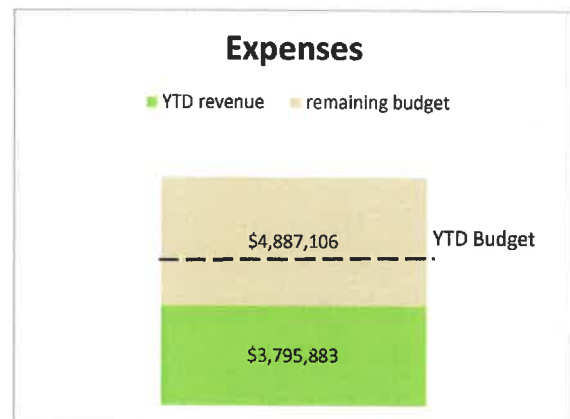 Expenses
YTD revenue remaining budget
$4,887,106 YTD Budget
$3,795,883